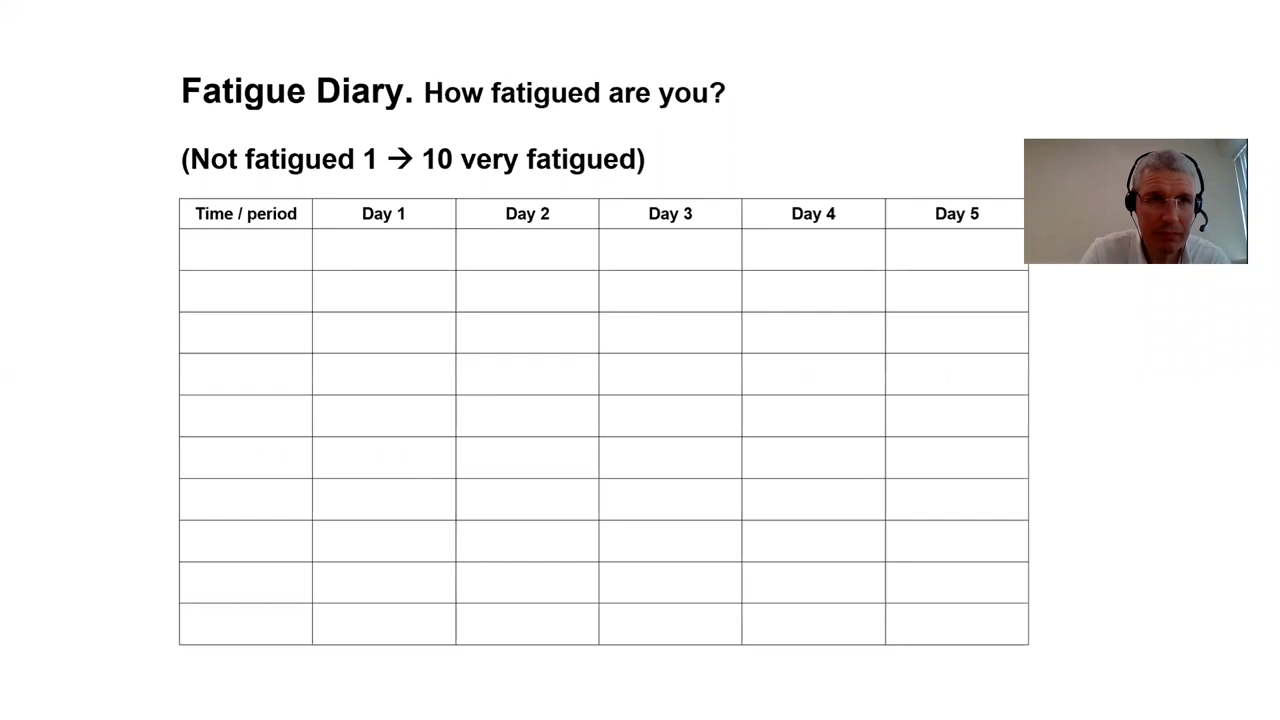 Fatigue Diary. How fatigued are you?
(Not fatigued 1 → 10 very fatigued)
Time / period Day 1 Day 2 Day 3 Day 4 Day 5